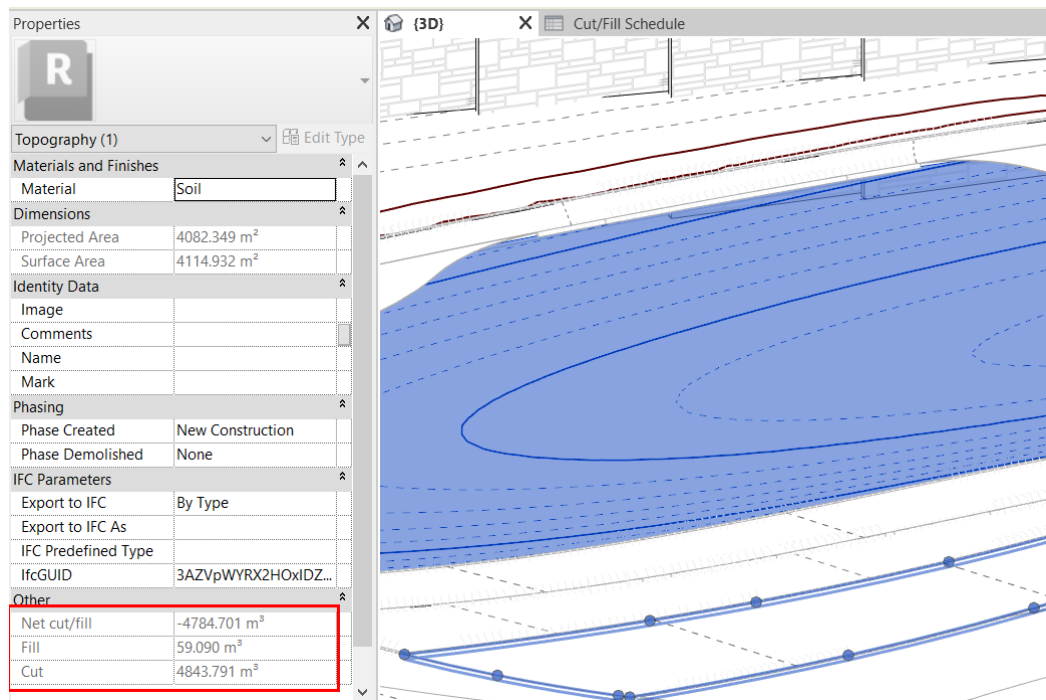 Properties
{3D}
Cut/Fill Schedule
R
Topography (1)
Edit Type
Materials and Finishes
Material Soil
Dimensions
Projected Area 4082.349 m²
Surface Area 4114.932 m²
Identity Data
Image
Comments
Name
Mark
Phasing
Phase Created New Construction
Phase Demolished None
IFC Parameters
Export to IFC By Type
Export to IFC As
IFC Predefined Type
IfcGUID 3AZVpWYRX2HOxIDZ...
Other
Net cut/fill -4784.701 m³
Fill 59.090 m³
Cut 4843.791 m³